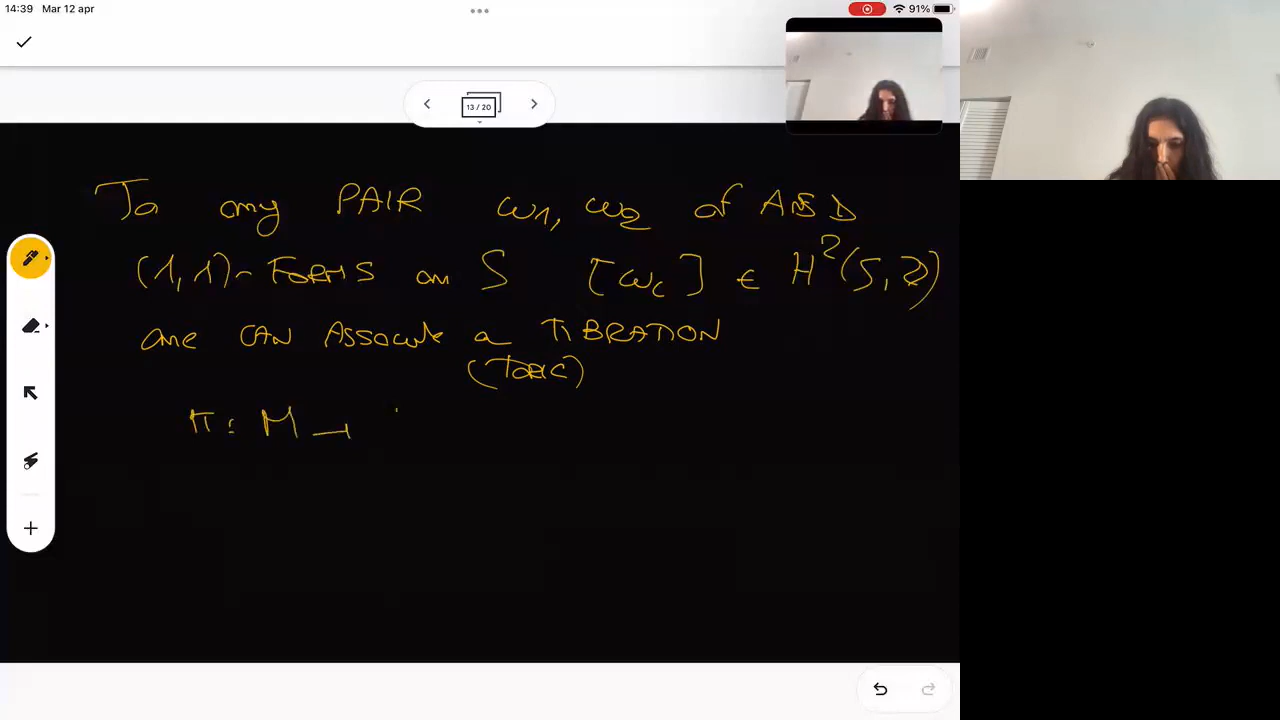 14:39 Mar 12 apr
91%
13 / 20
To any PAIR ω1, ω2 of ASD
(1,1)-FORMS on S [ωi] ∈ H²(S,Z)
one CAN Associate a FIBRATION
(TORIC)
π: M →